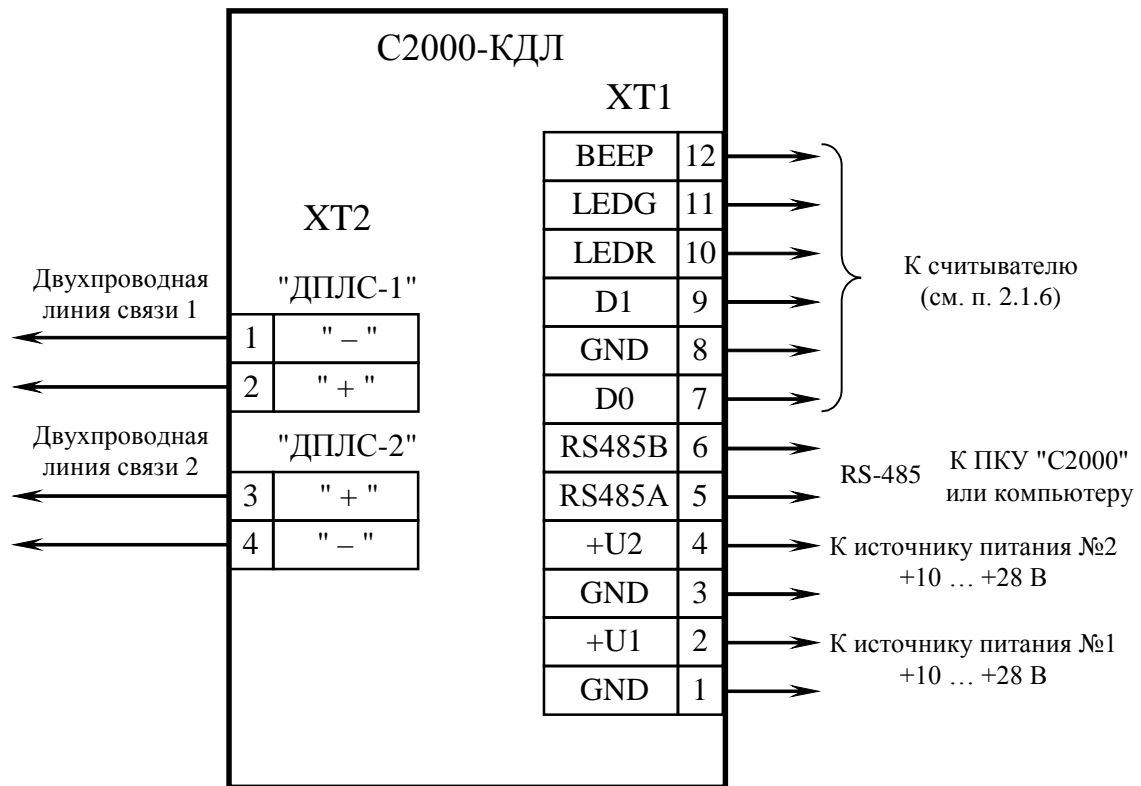 С2000-КДЛ
XT1
BEEP 12
LEDG 11
LEDR 10
D1 9
GND 8
D0 7
RS485B 6
RS485A 5
+U2 4
GND 3
+U1 2
GND 1
XT2
"ДПЛС-1"
1 " – "
2 " + "
"ДПЛС-2"
3 " + "
4 " – "
Двухпроводная
линия связи 1
Двухпроводная
линия связи 2
К считывателю
(см. п. 2.1.6)
RS-485
К ПКУ "С2000"
или компьютеру
К источнику питания №2
+10 … +28 В
К источнику питания №1
+10 … +28 В